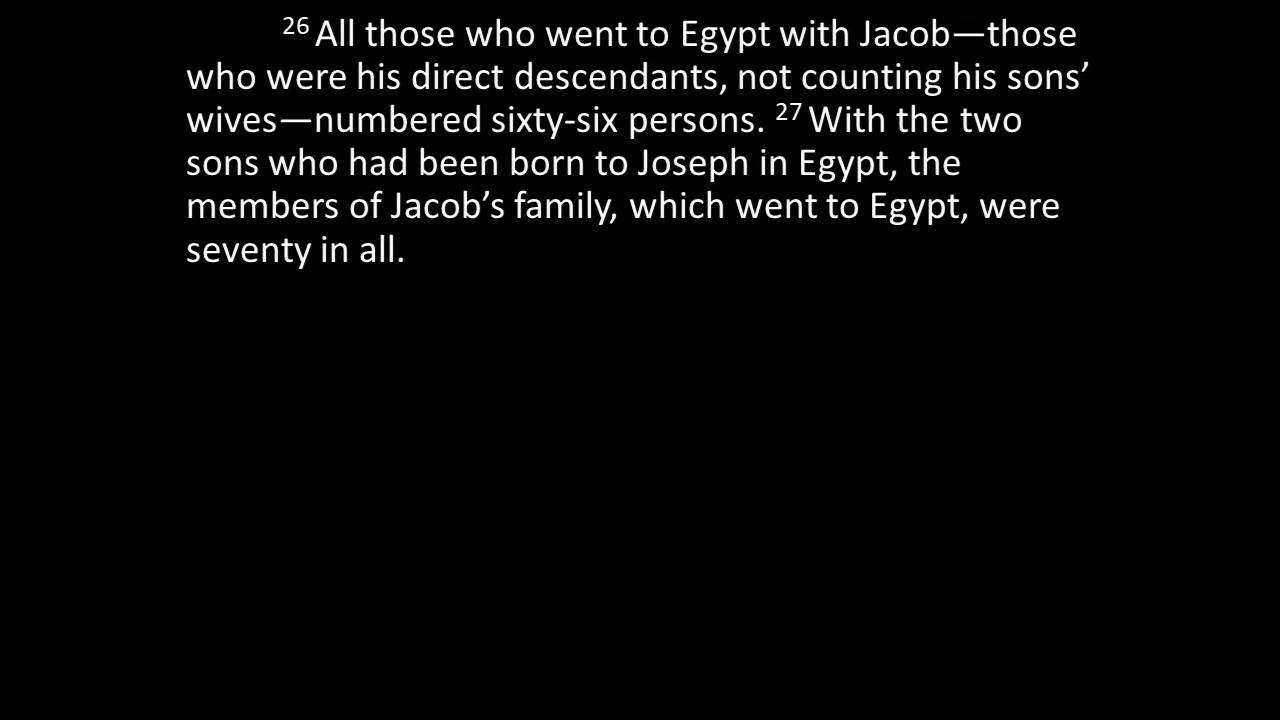 26 All those who went to Egypt with Jacob—those
who were his direct descendants, not counting his sons’
wives—numbered sixty-six persons. 27 With the two
sons who had been born to Joseph in Egypt, the
members of Jacob’s family, which went to Egypt, were
seventy in all.